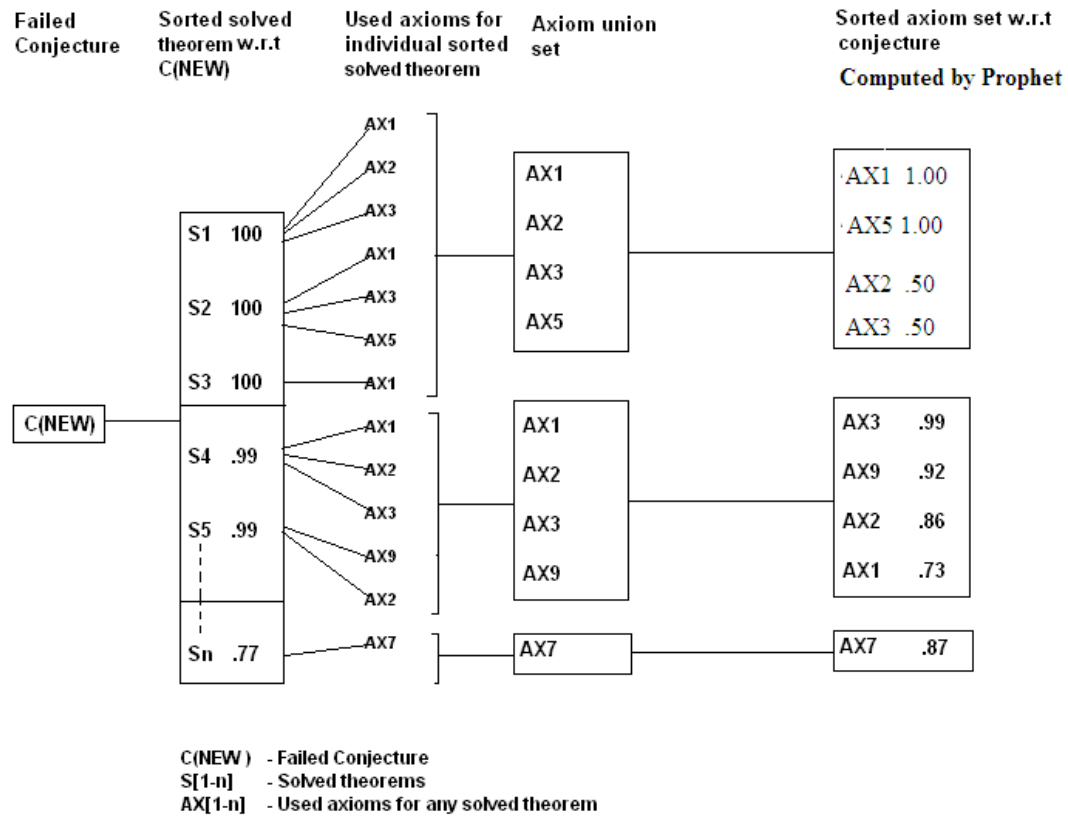 Failed
Conjecture
Sorted solved
theorem w.r.t
C(NEW)
Used axioms for
individual sorted
solved theorem
Axiom union
set
Sorted axiom set w.r.t
conjecture
Computed by Prophet
C(NEW)
S1 100
S2 100
S3 100
S4 .99
S5 .99
Sn .77
AX1
AX2
AX3
AX1
AX3
AX5
AX1
AX1
AX2
AX3
AX9
AX2
AX7
AX1
AX2
AX3
AX5
AX1
AX2
AX3
AX9
AX7
AX1 1.00
AX5 1.00
AX2 .50
AX3 .50
AX3 .99
AX9 .92
AX2 .86
AX1 .73
AX7 .87
C(NEW ) - Failed Conjecture
S[1-n] - Solved theorems
AX[1-n] - Used axioms for any solved theorem